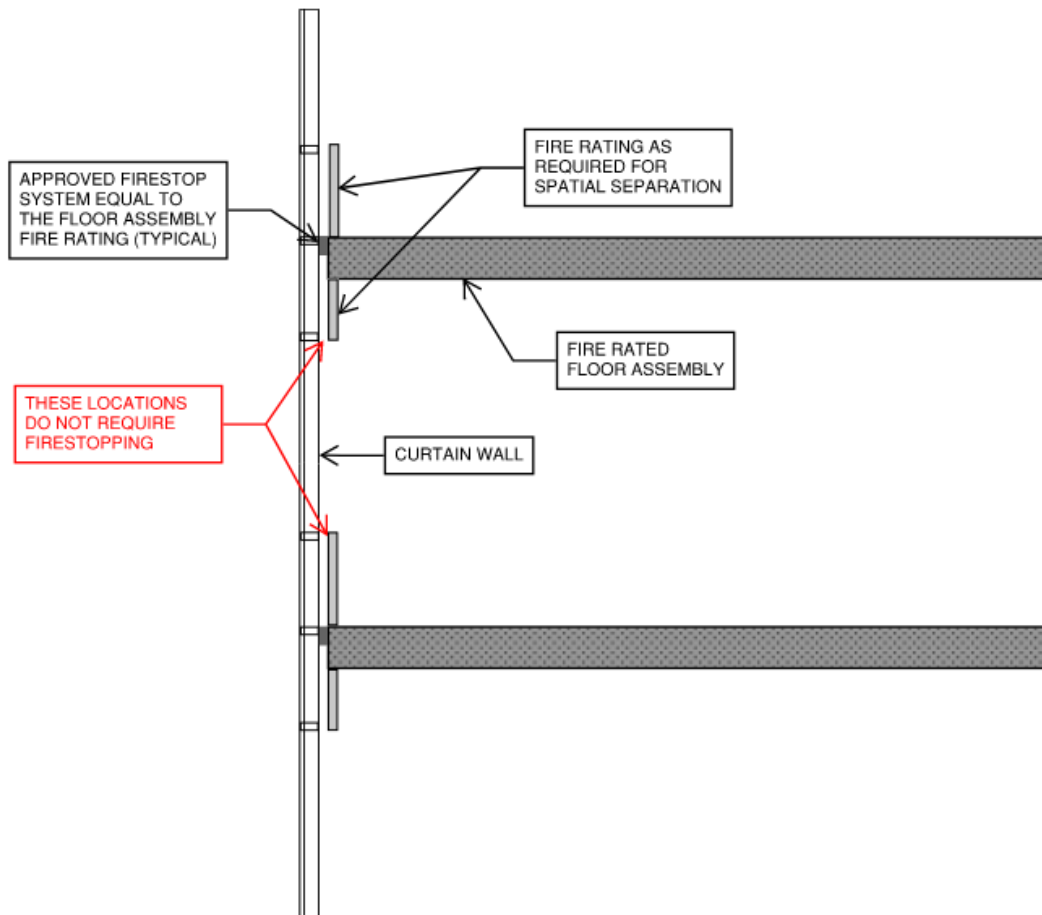 FIRE RATING AS
REQUIRED FOR
SPATIAL SEPARATION
APPROVED FIRESTOP
SYSTEM EQUAL TO
THE FLOOR ASSEMBLY
FIRE RATING (TYPICAL)
FIRE RATED
FLOOR ASSEMBLY
THESE LOCATIONS
DO NOT REQUIRE
FIRESTOPPING
CURTAIN WALL